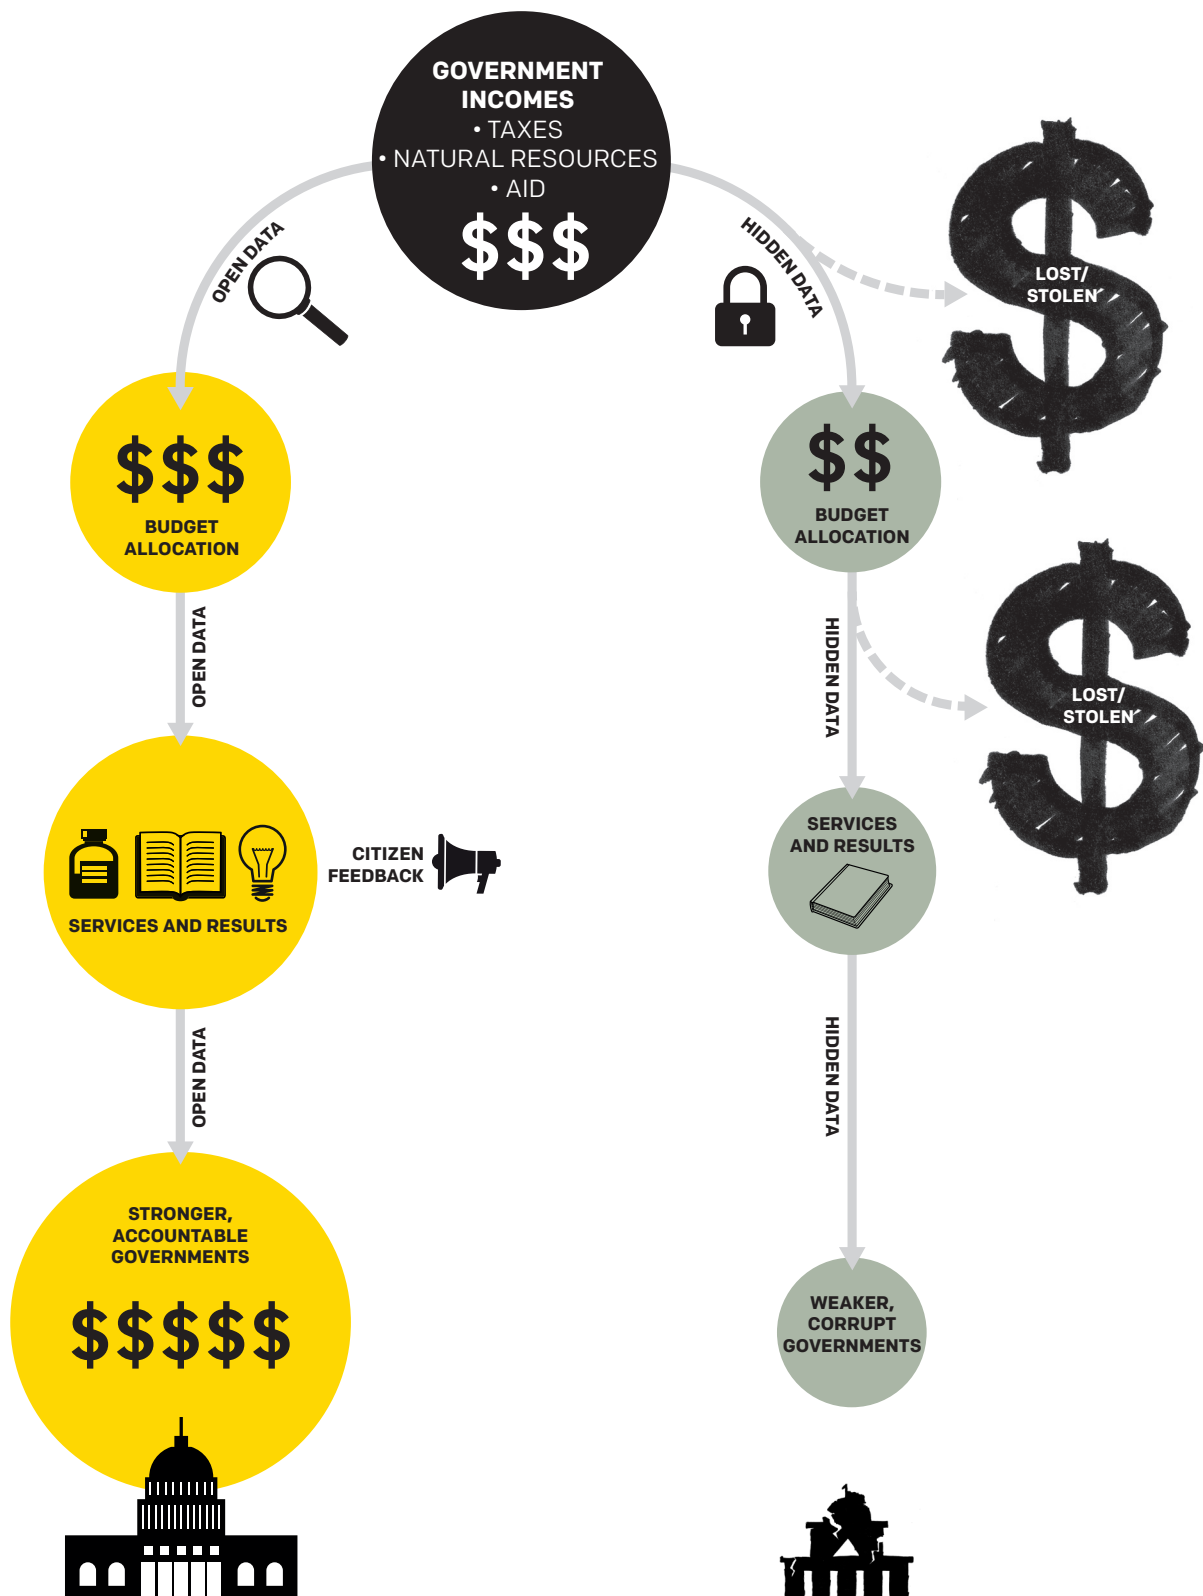 GOVERNMENT
INCOMES
• TAXES
• NATURAL RESOURCES
• AID
$$$
OPEN DATA
HIDDEN DATA
LOST/
STOLEN
$$$
BUDGET
ALLOCATION
$$
BUDGET
ALLOCATION
OPEN DATA
HIDDEN DATA
LOST/
STOLEN
SERVICES AND RESULTS
CITIZEN
FEEDBACK
SERVICES
AND RESULTS
OPEN DATA
HIDDEN DATA
STRONGER,
ACCOUNTABLE
GOVERNMENTS
$$$$$
WEAKER,
CORRUPT
GOVERNMENTS